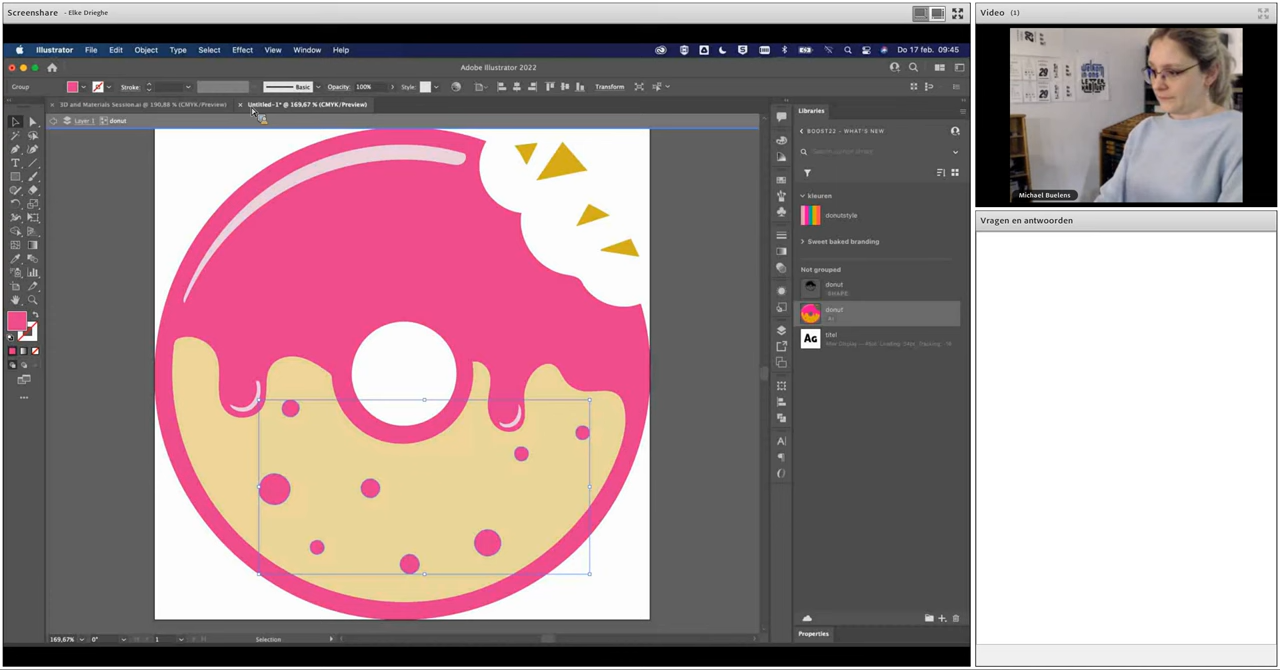 Screenshare - Elke Drieghe
Video (1)
Illustrator File Edit Object Type Select Effect View Window Help
Do 17 feb. 09:45
Adobe Illustrator 2022
Group
Stroke:
Basic
Opacity: 100%
Style:
Transform
3D and Materials Session.ai @ 190,88 % (CMYK/Preview)
Untitled-1* @ 169,67 % (CMYK/Preview)
Layer 1
donut
Libraries
BOOST22 – WHAT'S NEW
kleuren
donutstyle
Sweet baked branding
Not grouped
donut
SHAPE
donut
Ai
Ag
titel
169,67%
0°
1
Selection
Properties
Michael Buelens
Vragen en antwoorden